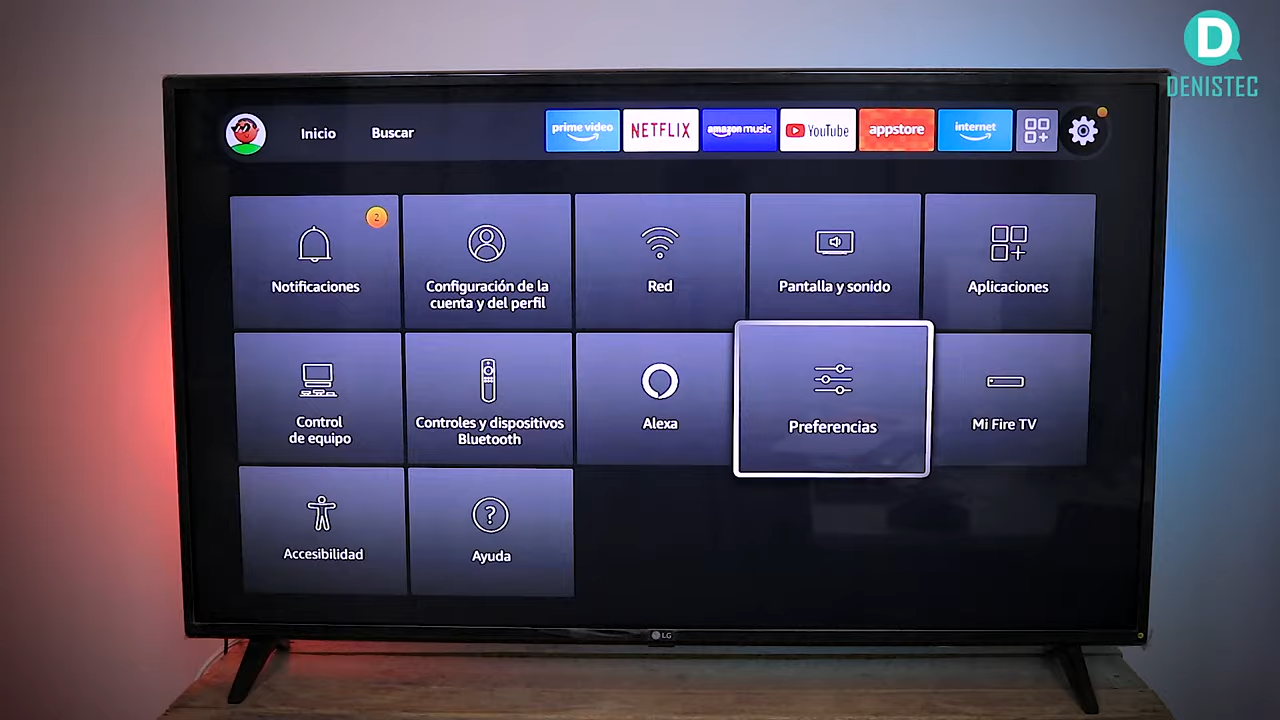 D
DENISTEC
Inicio
Buscar
prime video
NETFLIX
amazon music
YouTube
appstore
internet
2
Notificaciones
Configuración de la
cuenta y del perfil
Red
Pantalla y sonido
Aplicaciones
Control
de equipo
Controles y dispositivos
Bluetooth
Alexa
Preferencias
Mi Fire TV
Accesibilidad
?
Ayuda
LG